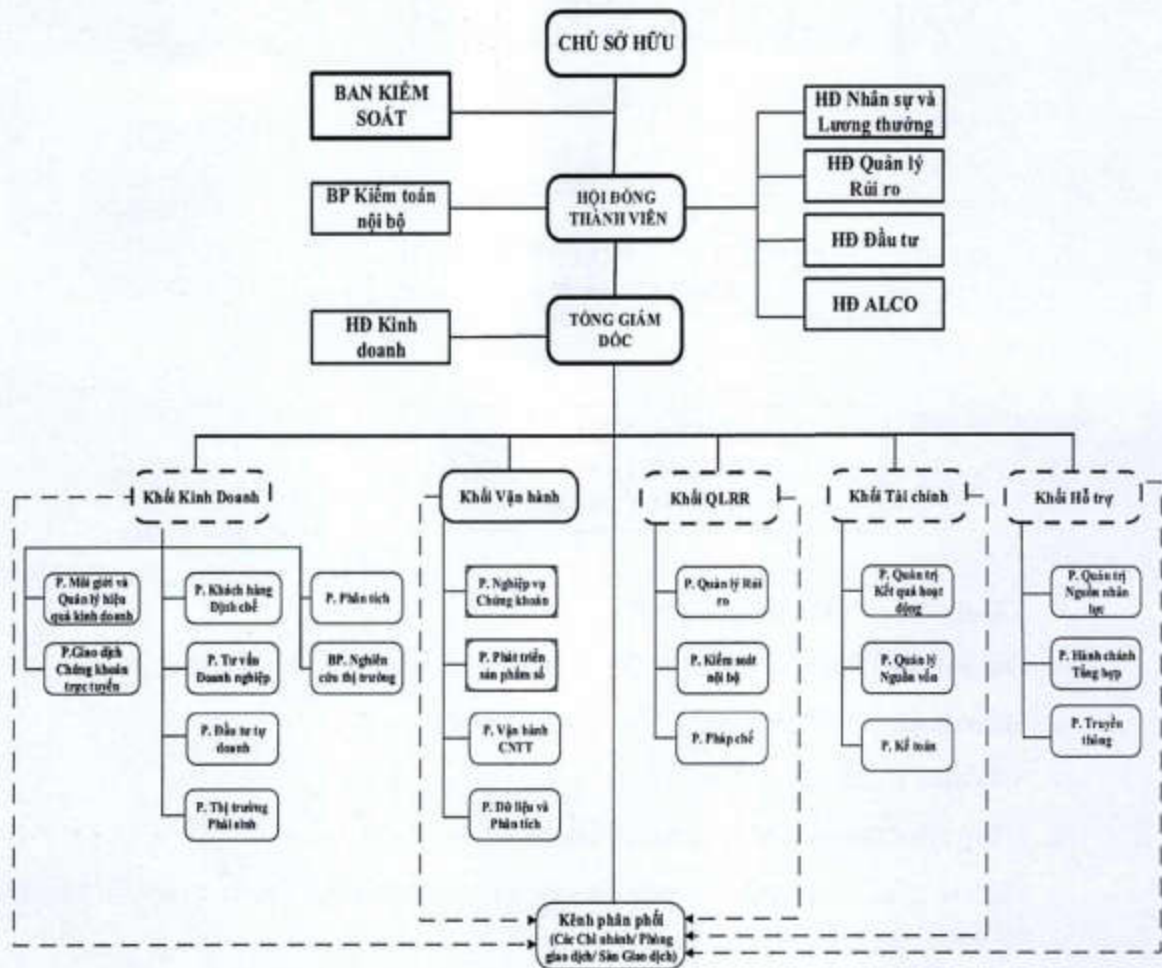 CHỦ SỞ HỮU
BAN KIỂM
SOÁT
HĐ Nhân sự và
Lương thưởng
HĐ Quản lý
Rủi ro
HĐ Đầu tư
HĐ ALCO
BP Kiểm toán
nội bộ
HỘI ĐỒNG
THÀNH VIÊN
HĐ Kinh
doanh
TỔNG GIÁM
ĐỐC
Khối Kinh Doanh
P. Môi giới và
Quản lý hiệu
quả kinh doanh
P.Giao dịch
Chứng khoán
trực tuyến
P. Khách hàng
Định chế
P. Tư vấn
Doanh nghiệp
P. Đầu tư tự
doanh
P. Thị trường
Phái sinh
P. Phân tích
BP. Nghiên
cứu thị trường
Khối Vận hành
P. Nghiệp vụ
Chứng khoán
P. Phát triển
sản phẩm số
P. Vận hành
CNTT
P. Dữ liệu và
Phân tích
Khối QLRR
P. Quản lý Rủi
ro
P. Kiểm soát
nội bộ
P. Pháp chế
Khối Tài chính
P. Quản trị
Kết quả hoạt
động
P. Quản lý
Nguồn vốn
P. Kế toán
Khối Hỗ trợ
P. Quản trị
Nguồn nhân
lực
P. Hành chánh
Tổng hợp
P. Truyền
thông
Kênh phân phối
(Các Chi nhánh/ Phòng
giao dịch/ Sàn Giao dịch)